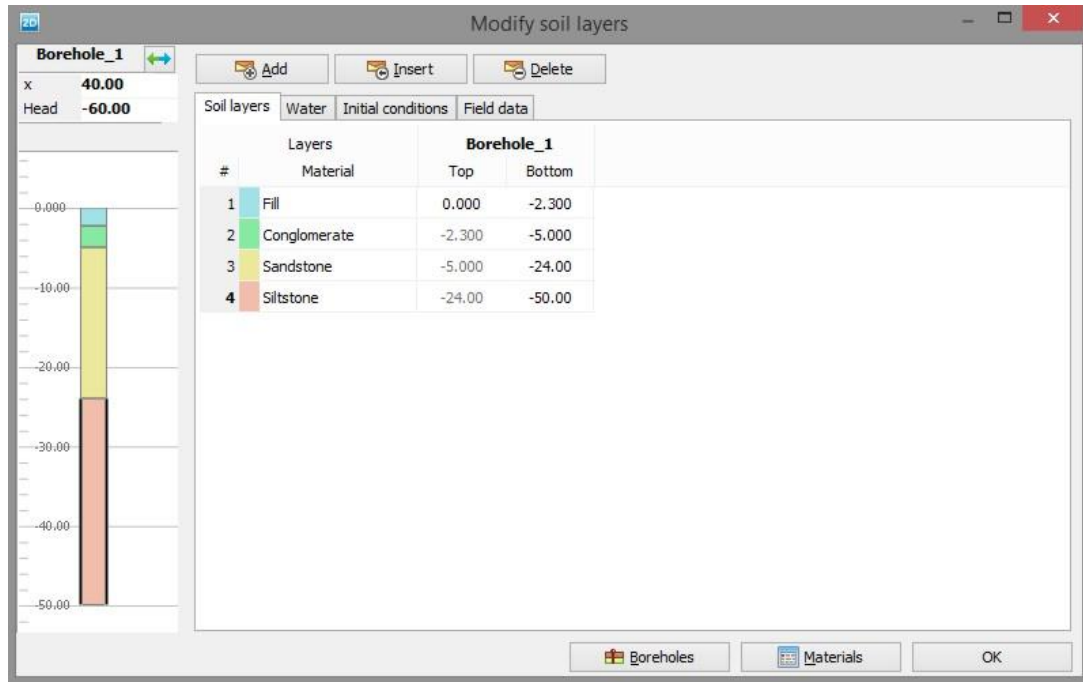 2D Modify soil layers
Borehole_1
x 40.00
Head -60.00
0.000
-10.00
-20.00
-30.00
-40.00
-50.00
Add Insert Delete
Soil layers Water Initial conditions Field data
Layers Borehole_1
# Material Top Bottom
1 Fill 0.000 -2.300
2 Conglomerate -2.300 -5.000
3 Sandstone -5.000 -24.00
4 Siltstone -24.00 -50.00
Boreholes Materials OK